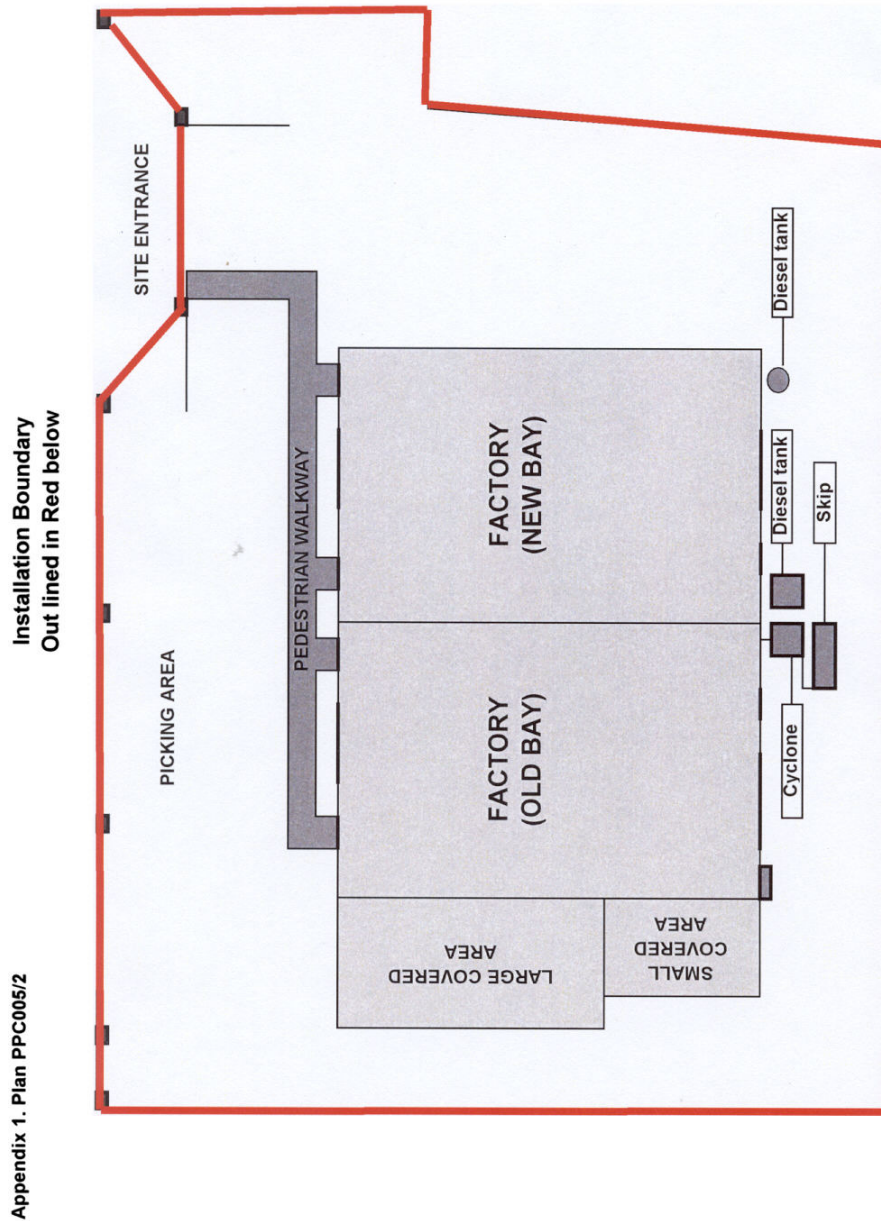 Appendix 1. Plan PPC005/2
Installation Boundary
Out lined in Red below
PICKING AREA
SITE ENTRANCE
PEDESTRIAN WALKWAY
LARGE COVERED
AREA
SMALL
COVERED
AREA
FACTORY
(OLD BAY)
FACTORY
(NEW BAY)
Cyclone
Diesel tank
Skip
Diesel tank